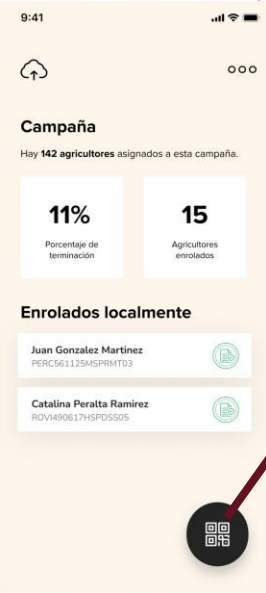 9:41
Campaña
Hay 142 agricultores asignados a esta campaña.
11%
Porcentaje de
terminación
15
Agricultores
enrolados
Enrolados localmente
Juan Gonzalez Martinez
PERC561125MSPRMT03
Catalina Peralta Ramirez
ROVI490617HSPDSS05